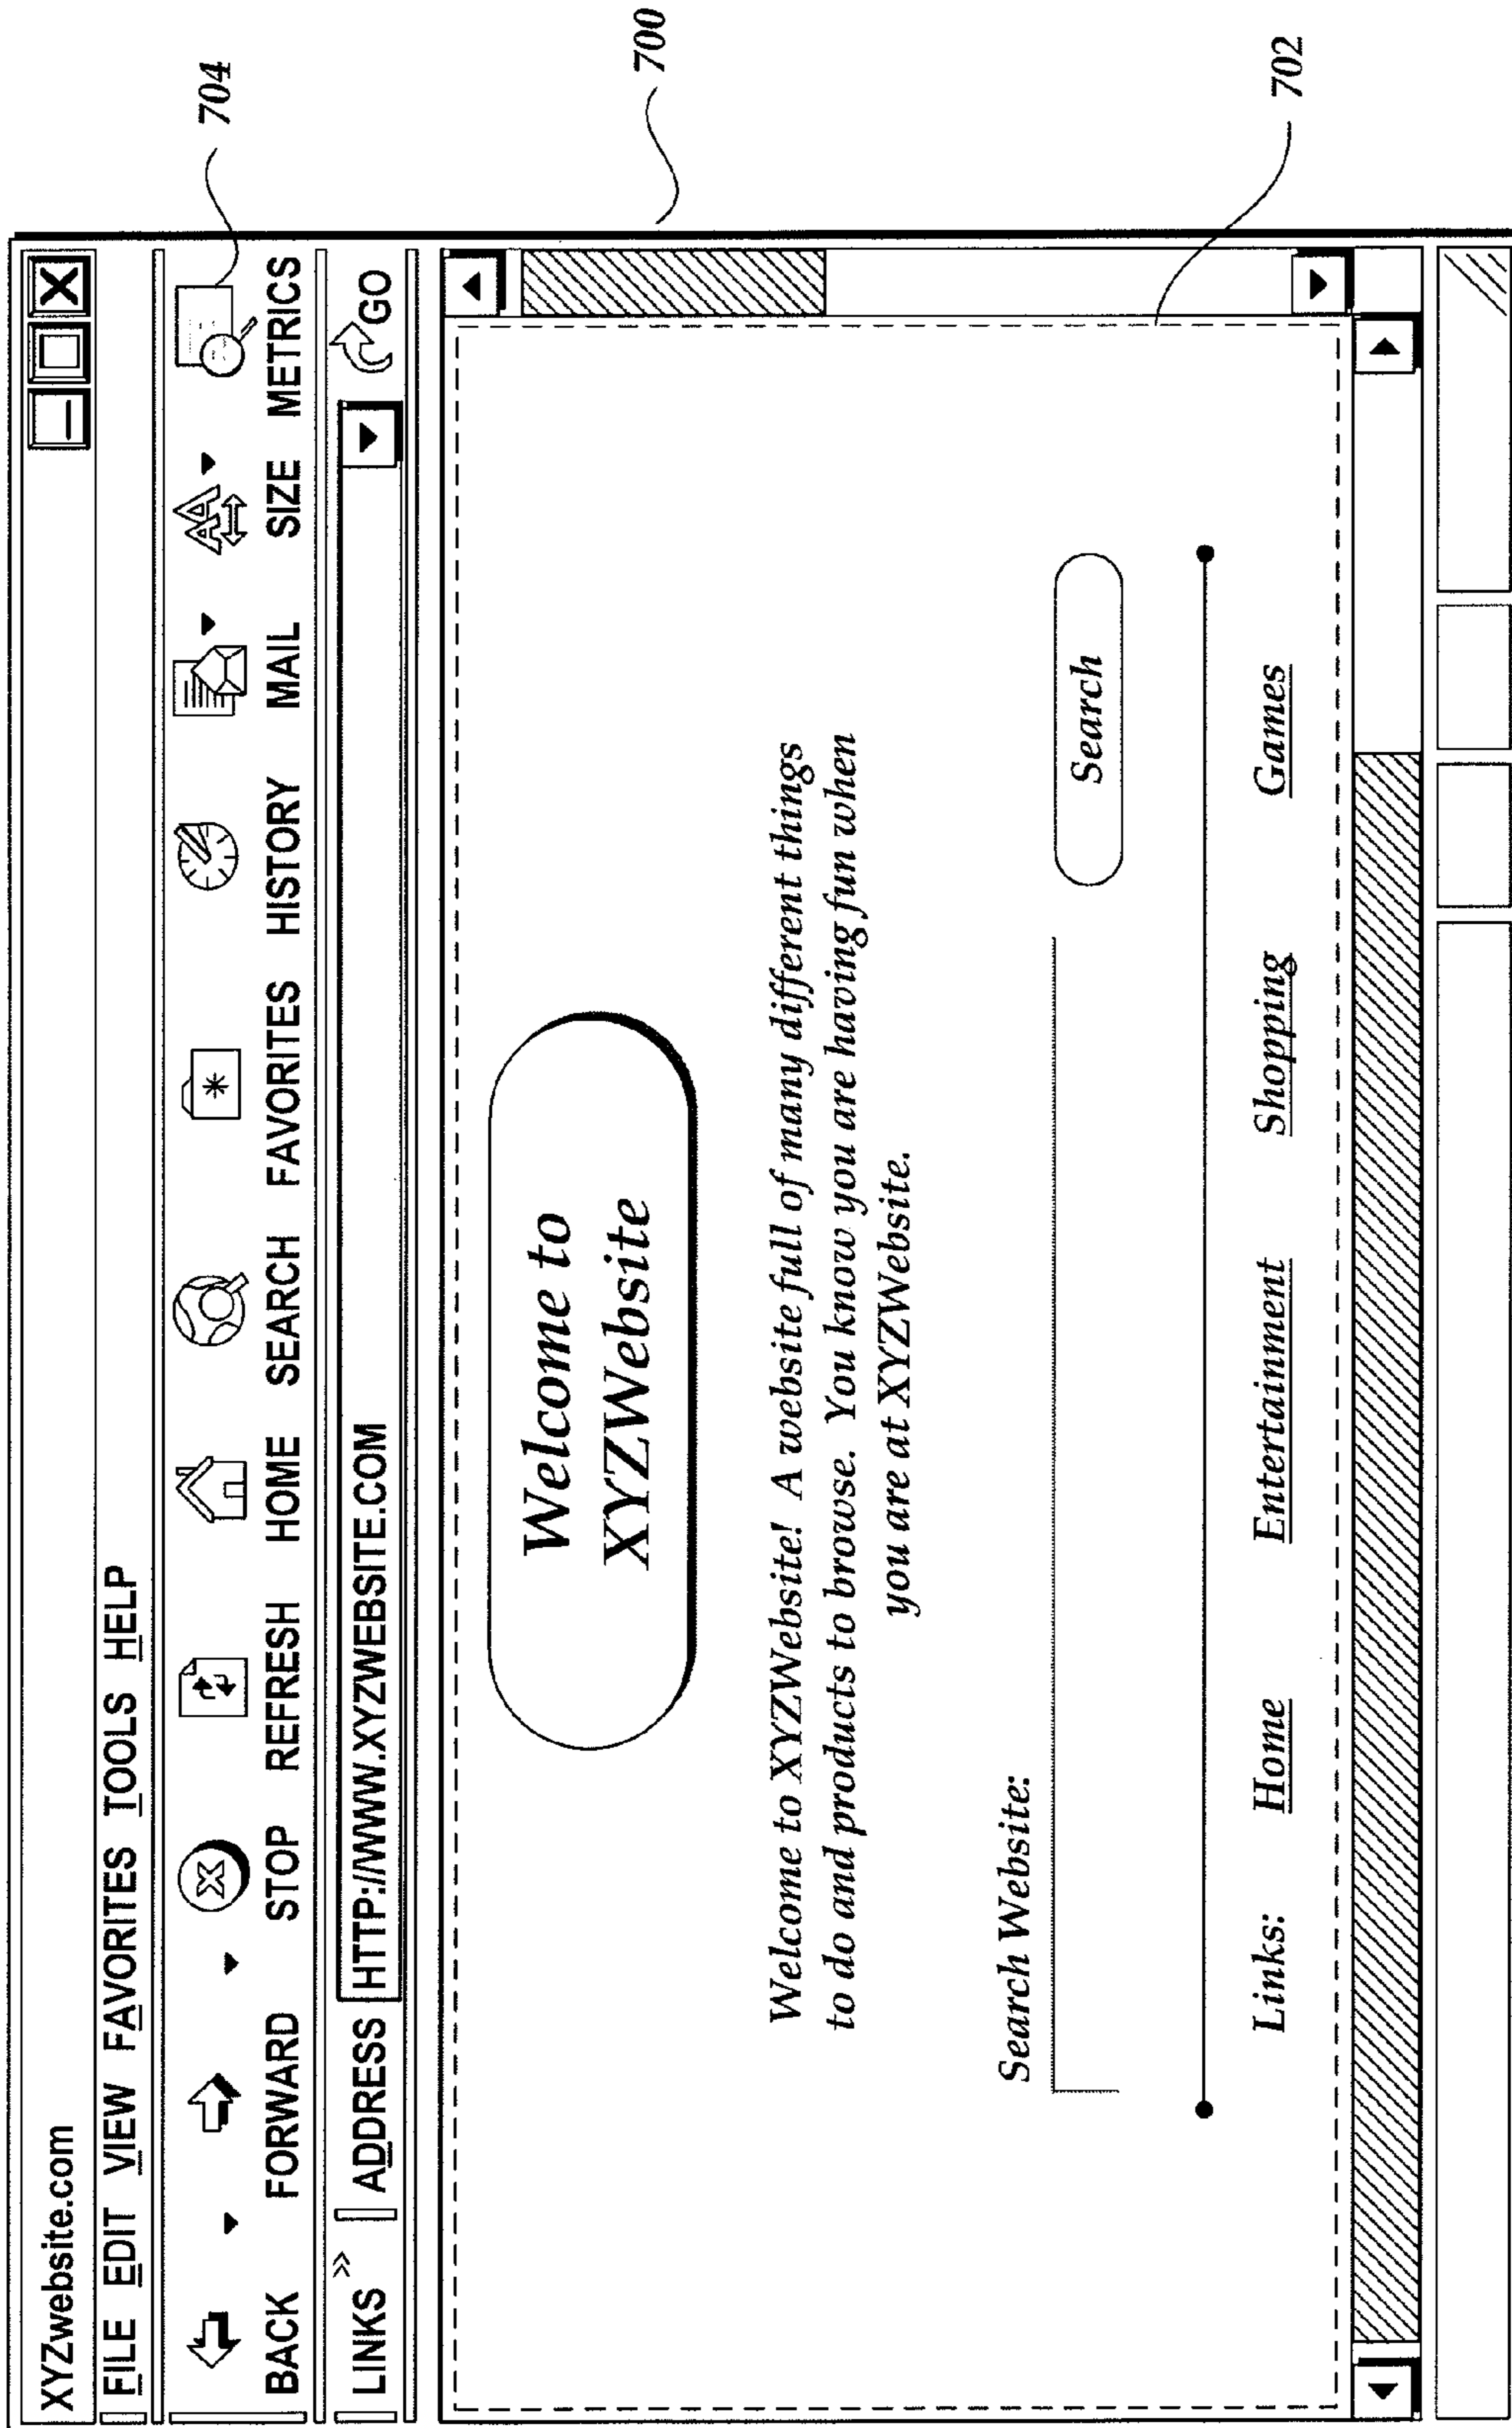 XYZwebsite.com
FILE EDIT VIEW FAVORITES TOOLS HELP
BACK FORWARD STOP REFRESH HOME SEARCH FAVORITES HISTORY MAIL SIZE METRICS
704
LINKS » ADDRESS HTTP://WWW.XYZWEBSITE.COM GO
700
Welcome to
XYZWebsite
Welcome to XYZWebsite! A website full of many different things
to do and products to browse. You know you are having fun when
you are at XYZWebsite.
Search Website:
Search
Links: Home Entertainment Shopping Games
702